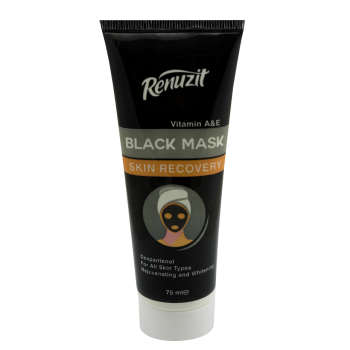 Renuzit
Vitamin A&E
BLACK MASK
SKIN RECOVERY
Dexpantenol
For All Skin Types
Rejuvenating and Whitening
75 ml℮